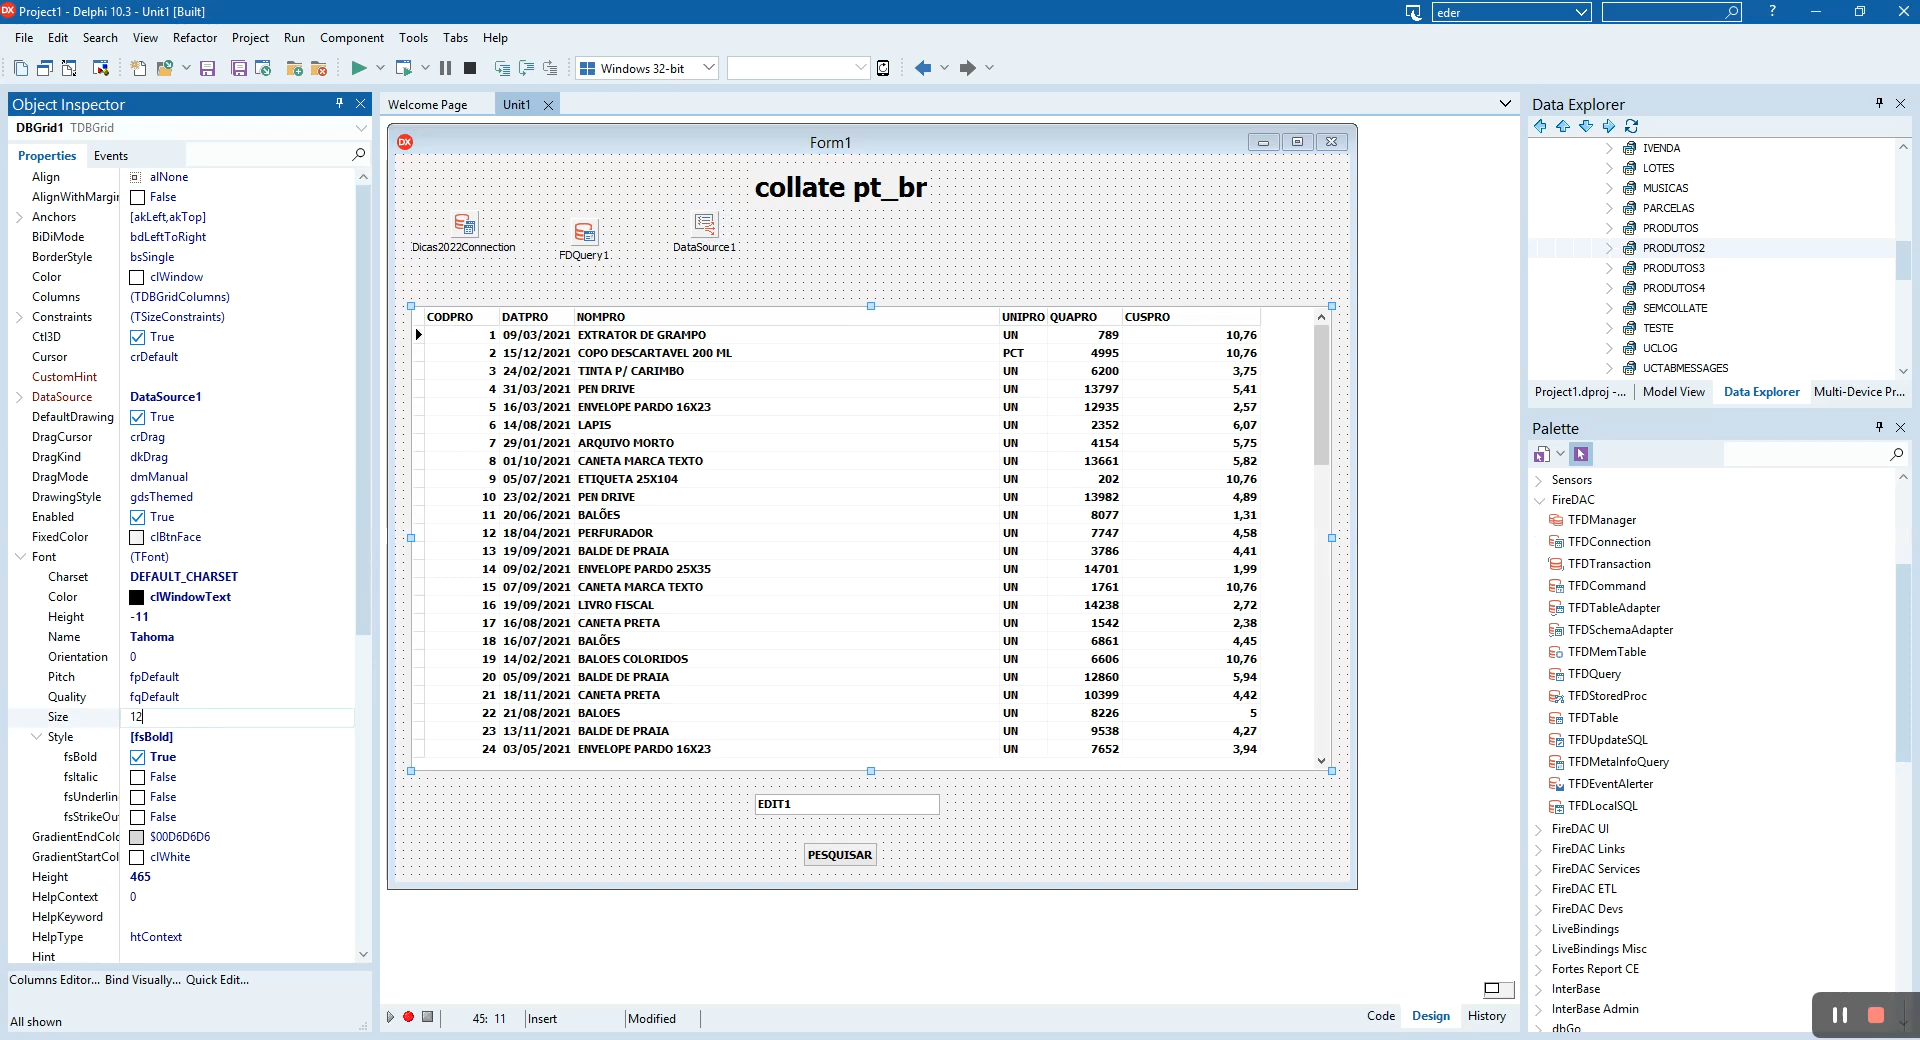 Project1 - Delphi 10.3 - Unit1 [Built]
eder
?
File Edit Search View Refactor Project Run Component Tools Tabs Help
Windows 32-bit
Object Inspector
DBGrid1 TDBGrid
Properties Events
Align alNone
AlignWithMargin False
Anchors [akLeft,akTop]
BiDiMode bdLeftToRight
BorderStyle bsSingle
Color clWindow
Columns (TDBGridColumns)
Constraints (TSizeConstraints)
Ctl3D True
Cursor crDefault
CustomHint
DataSource DataSource1
DefaultDrawing True
DragCursor crDrag
DragKind dkDrag
DragMode dmManual
DrawingStyle gdsThemed
Enabled True
FixedColor clBtnFace
Font (TFont)
Charset DEFAULT_CHARSET
Color clWindowText
Height -11
Name Tahoma
Orientation 0
Pitch fpDefault
Quality fqDefault
Size 12
Style [fsBold]
fsBold True
fsItalic False
fsUnderlin False
fsStrikeOu False
GradientEndColo $00D6D6D6
GradientStartCol clWhite
Height 465
HelpContext 0
HelpKeyword
HelpType htContext
Hint
Columns Editor... Bind Visually... Quick Edit...
All shown
Welcome Page Unit1
Form1
collate pt_br
Dicas2022Connection
FDQuery1
DataSource1
CODPRO DATPRO NOMPRO UNIPRO QUAPRO CUSPRO
1 09/03/2021 EXTRATOR DE GRAMPO UN 789 10,76
2 15/12/2021 COPO DESCARTAVEL 200 ML PCT 4995 10,76
3 24/02/2021 TINTA P/ CARIMBO UN 6200 3,75
4 31/03/2021 PEN DRIVE UN 13797 5,41
5 16/03/2021 ENVELOPE PARDO 16X23 UN 12935 2,57
6 14/08/2021 LAPIS UN 2352 6,07
7 29/01/2021 ARQUIVO MORTO UN 4154 5,75
8 01/10/2021 CANETA MARCA TEXTO UN 13661 5,82
9 05/07/2021 ETIQUETA 25X104 UN 202 10,76
10 23/02/2021 PEN DRIVE UN 13982 4,89
11 20/06/2021 BALÕES UN 8077 1,31
12 18/04/2021 PERFURADOR UN 7747 4,58
13 19/09/2021 BALDE DE PRAIA UN 3786 4,41
14 09/02/2021 ENVELOPE PARDO 25X35 UN 14701 1,99
15 07/09/2021 CANETA MARCA TEXTO UN 1761 10,76
16 19/09/2021 LIVRO FISCAL UN 14238 2,72
17 16/08/2021 CANETA PRETA UN 1542 2,38
18 16/07/2021 BALÕES UN 6861 4,45
19 14/02/2021 BALOES COLORIDOS UN 6606 10,76
20 05/09/2021 BALDE DE PRAIA UN 12860 5,94
21 18/11/2021 CANETA PRETA UN 10399 4,42
22 21/08/2021 BALOES UN 8226 5
23 13/11/2021 BALDE DE PRAIA UN 9538 4,27
24 03/05/2021 ENVELOPE PARDO 16X23 UN 7652 3,94
EDIT1
PESQUISAR
45: 11 Insert Modified
Code Design History
Data Explorer
IVENDA
LOTES
MUSICAS
PARCELAS
PRODUTOS
PRODUTOS2
PRODUTOS3
PRODUTOS4
SEMCOLLATE
TESTE
UCLOG
UCTABMESSAGES
Project1.dproj -... Model View Data Explorer Multi-Device Pr...
Palette
Sensors
FireDAC
TFDManager
TFDConnection
TFDTransaction
TFDCommand
TFDTableAdapter
TFDSchemaAdapter
TFDMemTable
TFDQuery
TFDStoredProc
TFDTable
TFDUpdateSQL
TFDMetaInfoQuery
TFDEventAlerter
TFDLocalSQL
FireDAC UI
FireDAC Links
FireDAC Services
FireDAC ETL
FireDAC Devs
LiveBindings
LiveBindings Misc
Fortes Report CE
InterBase
InterBase Admin
dbGo